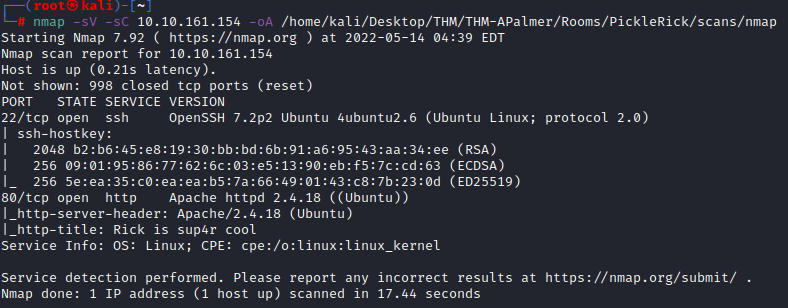 ┌──(root㉿kali)-[~]
└─# nmap -sV -sC 10.10.161.154 -oA /home/kali/Desktop/THM/THM-APalmer/Rooms/PickleRick/scans/nmap
Starting Nmap 7.92 ( https://nmap.org ) at 2022-05-14 04:39 EDT
Nmap scan report for 10.10.161.154
Host is up (0.21s latency).
Not shown: 998 closed tcp ports (reset)
PORT   STATE SERVICE VERSION
22/tcp open  ssh     OpenSSH 7.2p2 Ubuntu 4ubuntu2.6 (Ubuntu Linux; protocol 2.0)
| ssh-hostkey:
|   2048 b2:b6:45:e8:19:30:bb:bd:6b:91:a6:95:43:aa:34:ee (RSA)
|   256 09:01:95:86:77:62:6c:03:e5:13:90:eb:f5:7c:cd:63 (ECDSA)
|_  256 5e:ea:35:c0:ea:ea:b5:7a:66:49:01:43:c8:7b:23:0d (ED25519)
80/tcp open  http    Apache httpd 2.4.18 ((Ubuntu))
|_http-server-header: Apache/2.4.18 (Ubuntu)
|_http-title: Rick is sup4r cool
Service Info: OS: Linux; CPE: cpe:/o:linux:linux_kernel

Service detection performed. Please report any incorrect results at https://nmap.org/submit/ .
Nmap done: 1 IP address (1 host up) scanned in 17.44 seconds